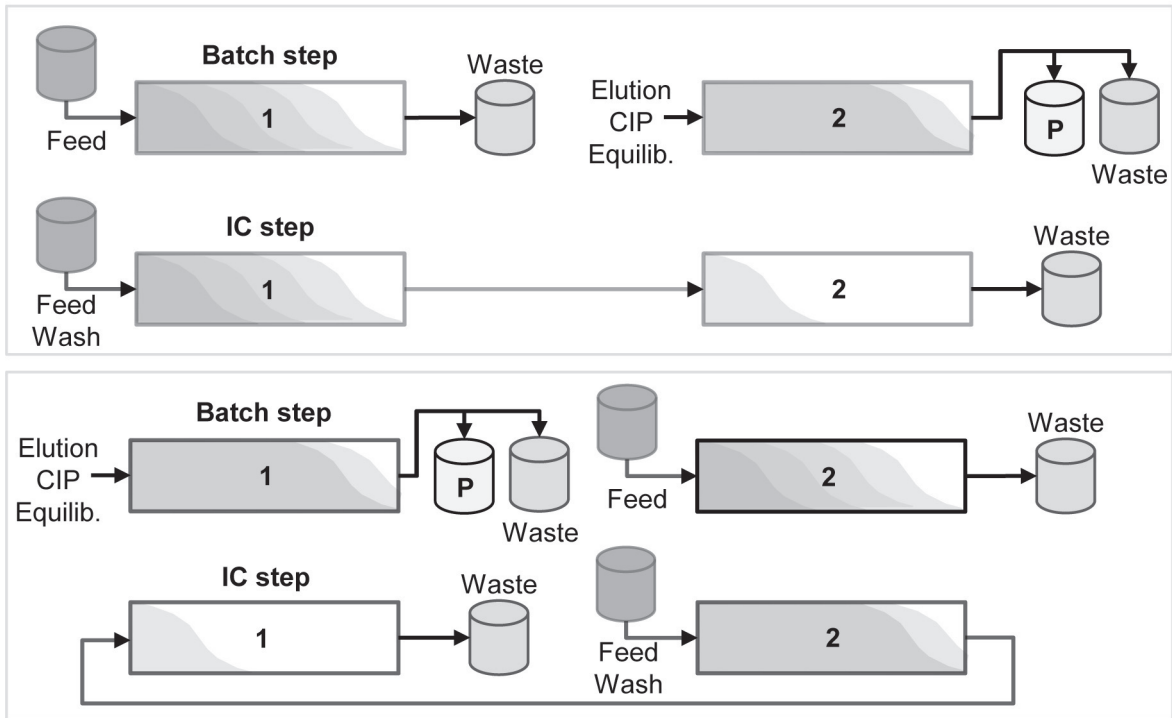 Batch step
Waste
Feed
1
Elution
CIP
Equilib.
2
P
Waste
IC step
Feed
Wash
1
2
Waste
Batch step
Elution
CIP
Equilib.
1
P
Waste
Feed
2
Waste
IC step
1
Waste
Feed
Wash
2